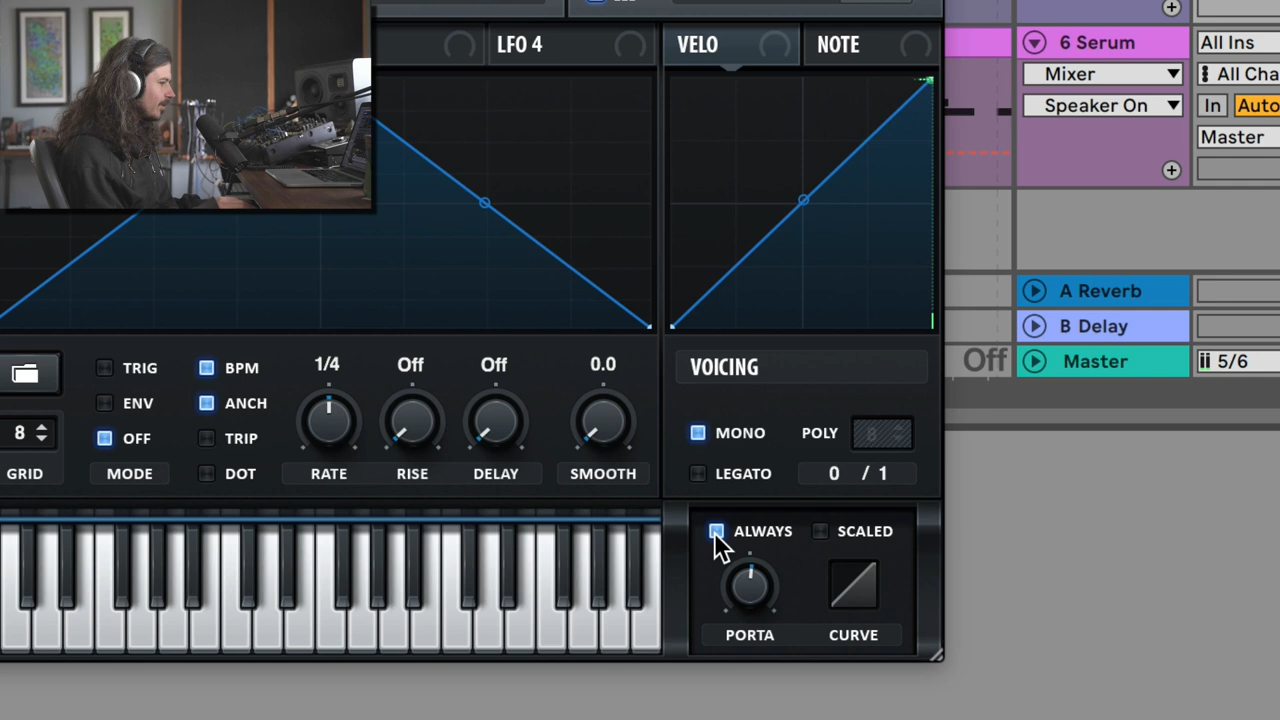 LFO 4
VELO
NOTE
6 Serum
All Ins
Mixer
All Cha
Speaker On
In
Auto
Master
A Reverb
B Delay
Off
Master
5/6
TRIG
BPM
1/4
Off
Off
0.0
VOICING
ENV
ANCH
8
OFF
TRIP
MONO
POLY
8
GRID
MODE
DOT
RATE
RISE
DELAY
SMOOTH
LEGATO
0 / 1
ALWAYS
SCALED
PORTA
CURVE